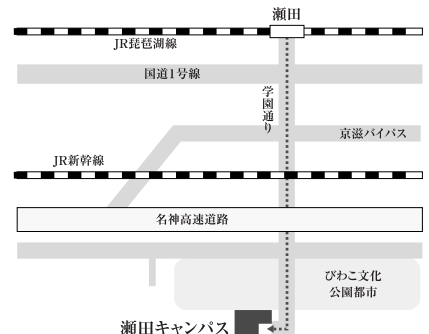 瀬田
JR琵琶湖線
国道1号線
学園通り
京滋バイパス
JR新幹線
名神高速道路
びわこ文化
公園都市
瀬田キャンパス